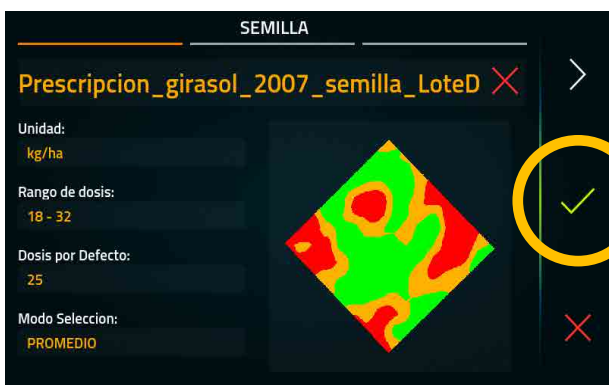 SEMILLA
Prescripcion_girasol_2007_semilla_LoteD
Unidad:
kg/ha
Rango de dosis:
18 - 32
Dosis por Defecto:
25
Modo Seleccion:
PROMEDIO